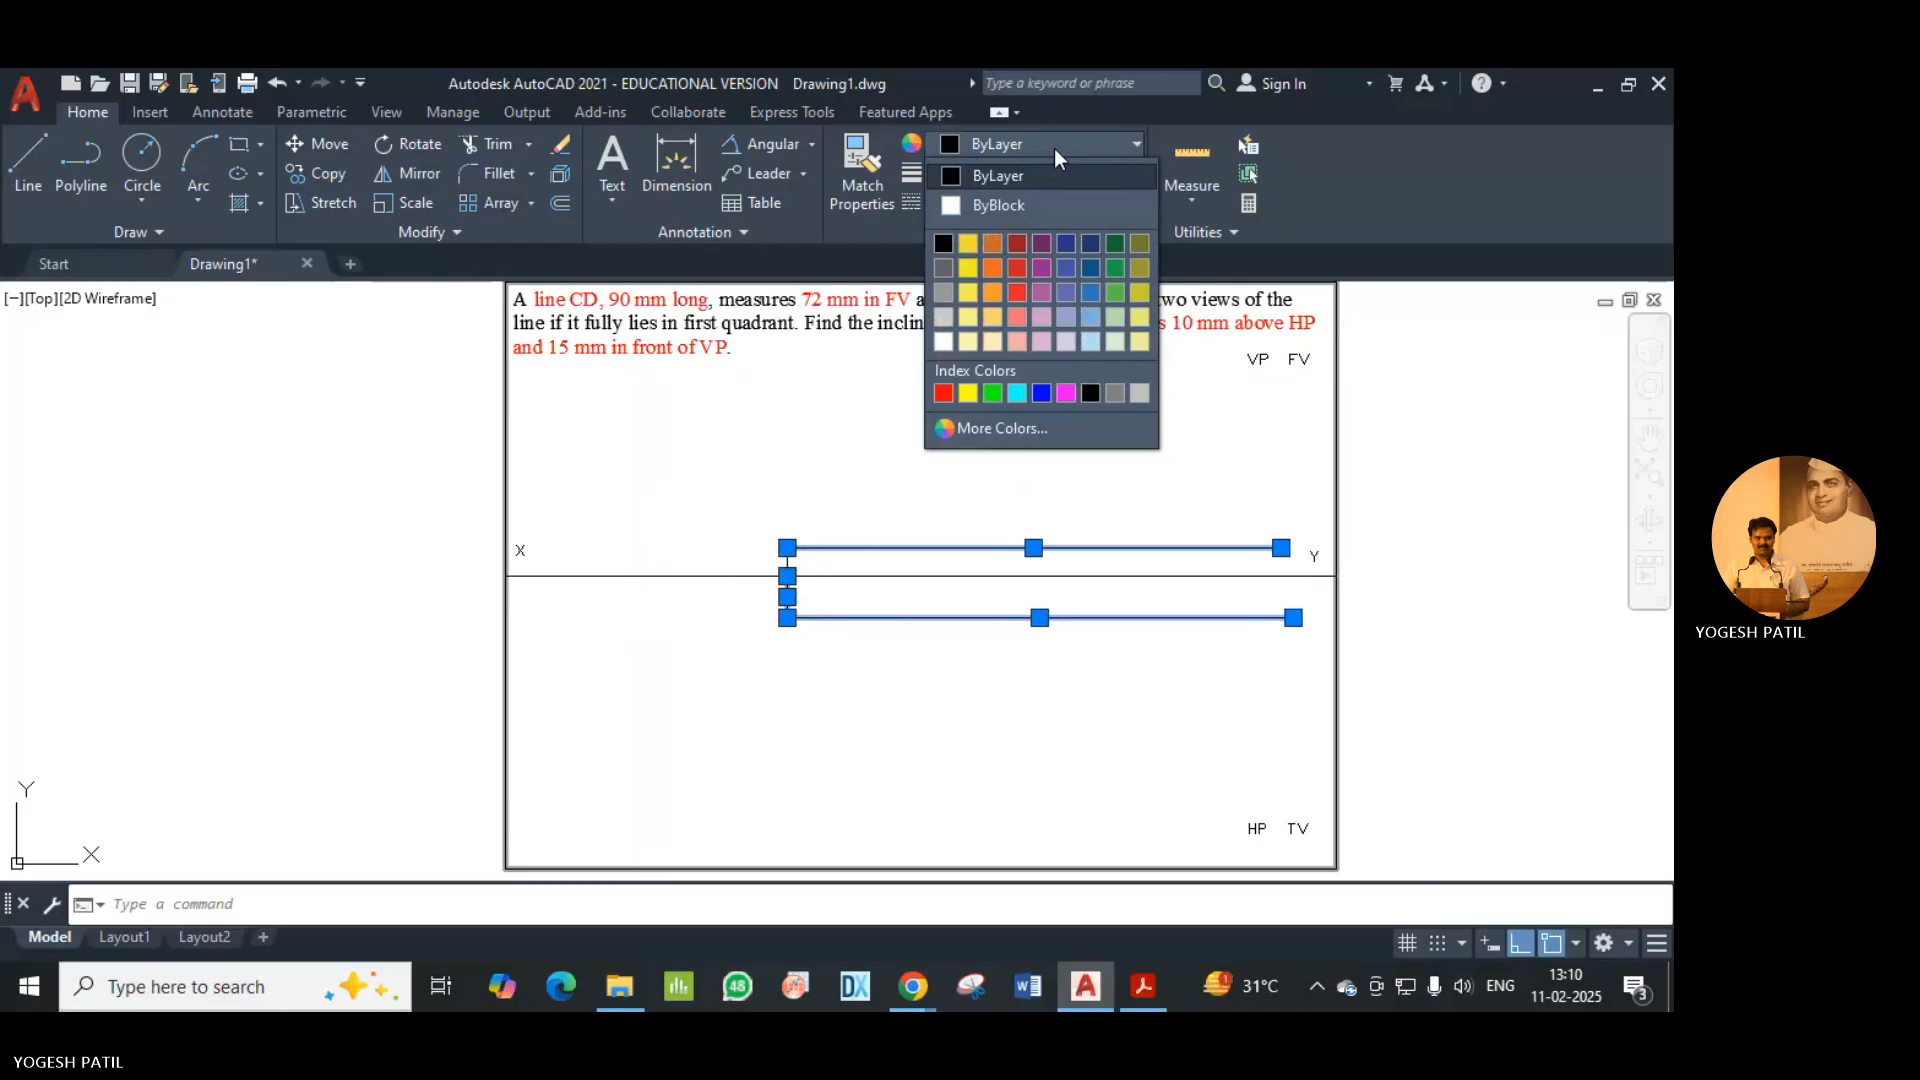 Autodesk AutoCAD 2021 - EDUCATIONAL VERSION Drawing1.dwg
Type a keyword or phrase
Sign In
Home Insert Annotate Parametric View Manage Output Add-ins Collaborate Express Tools Featured Apps
Line Polyline Circle Arc
Move Rotate Trim
Copy Mirror Fillet
Stretch Scale Array
Text Dimension
Angular
Leader
Table
Match
Properties
ByLayer
Measure
Draw Modify Annotation Utilities
ByLayer
ByBlock
Index Colors
More Colors...
Start Drawing1*
[−][Top][2D Wireframe]
A line CD, 90 mm long, measures 72 mm in FV a two views of the
line if it fully lies in first quadrant. Find the inclin s 10 mm above HP
and 15 mm in front of VP.
VP FV
X Y
HP TV
Y
X
Type a command
Model Layout1 Layout2
Type here to search
48
DX
1
31°C
ENG
13:10
11-02-2025
3
YOGESH PATIL
YOGESH PATIL